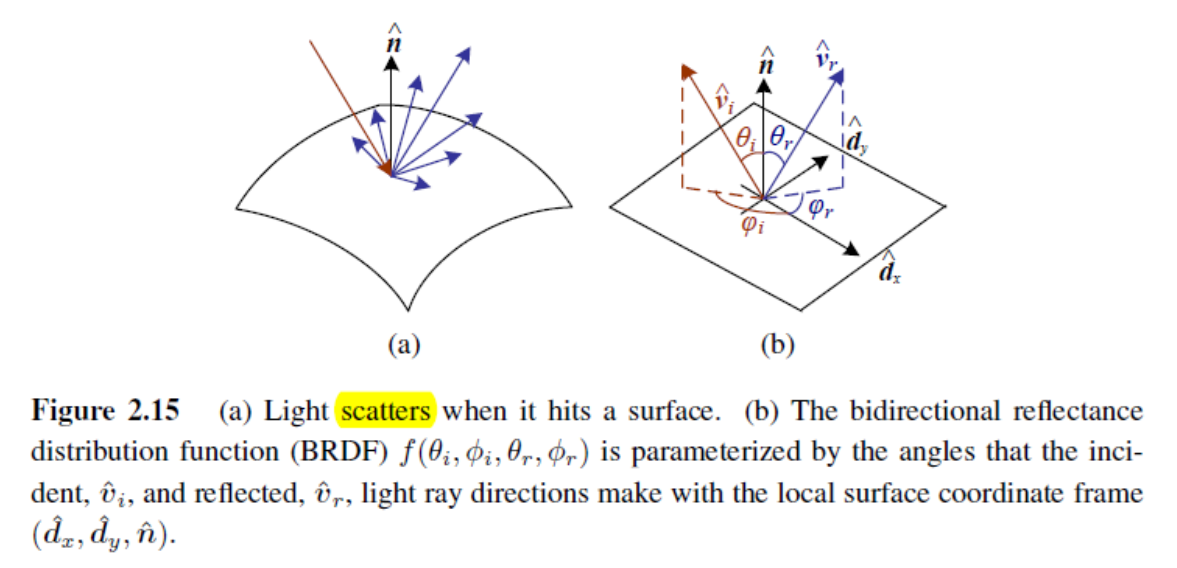 n̂
n̂
v̂r
v̂i
θi
θr
d̂y
φr
φi
d̂x
(a)
(b)
Figure 2.15 (a) Light scatters when it hits a surface. (b) The bidirectional reflectance
distribution function (BRDF) f(θi, ϕi, θr, ϕr) is parameterized by the angles that the inci-
dent, v̂i, and reflected, v̂r, light ray directions make with the local surface coordinate frame
(d̂x, d̂y, n̂).